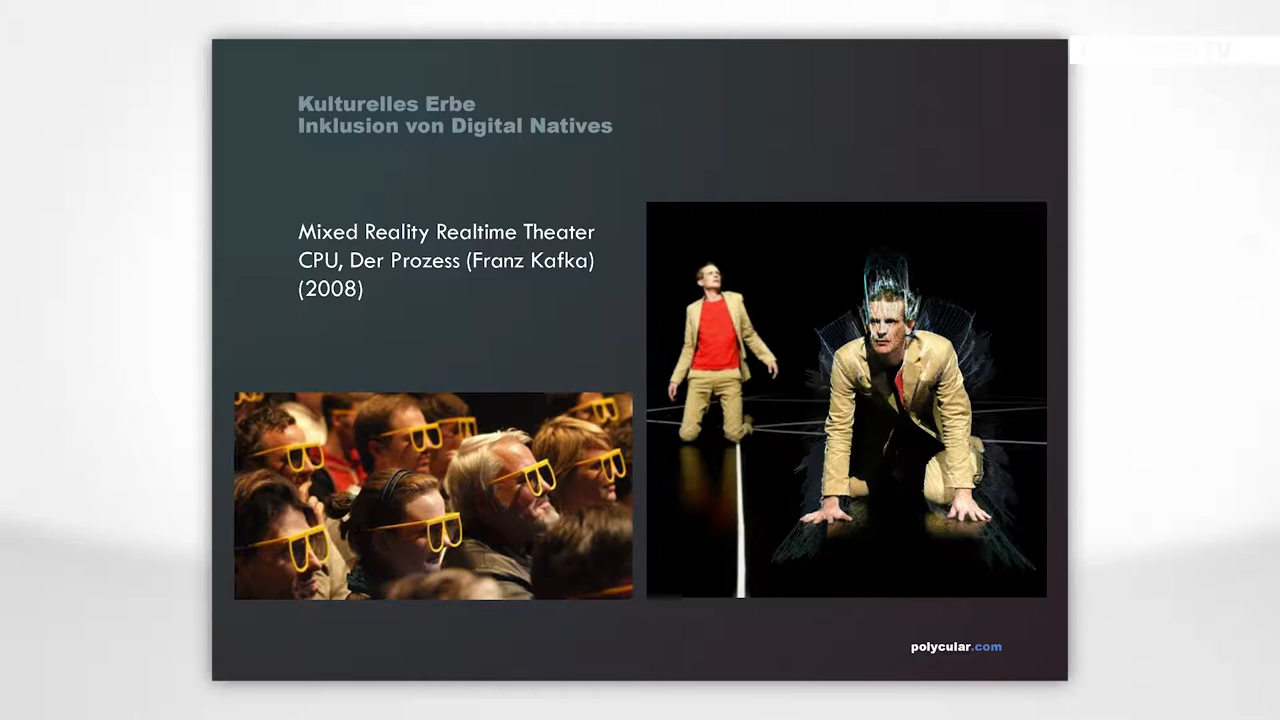 Kulturelles Erbe
Inklusion von Digital Natives
Mixed Reality Realtime Theater
CPU, Der Prozess (Franz Kafka)
(2008)
polycular.com